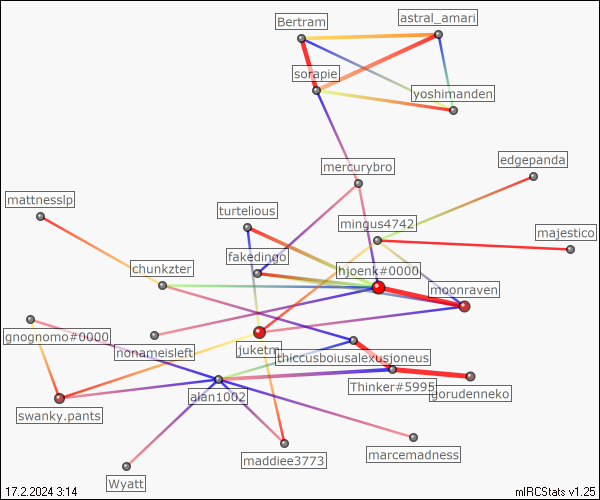 Bertram
astral_amari
sorapie
yoshimanden
mercurybro
edgepanda
mattnesslp
turtelious
mingus4742
majestico
fakedingo
chunkzter
hjoenk#0000
moonraven
gnognomo#0000
nonameisleft
juketm
thiccusboiusalexusjoneus
Thinker#5995
gorudenneko
alan1002
swanky.pants
marcemadness
maddiee3773
Wyatt
17.2.2024 3:14
mIRCStats v1.25